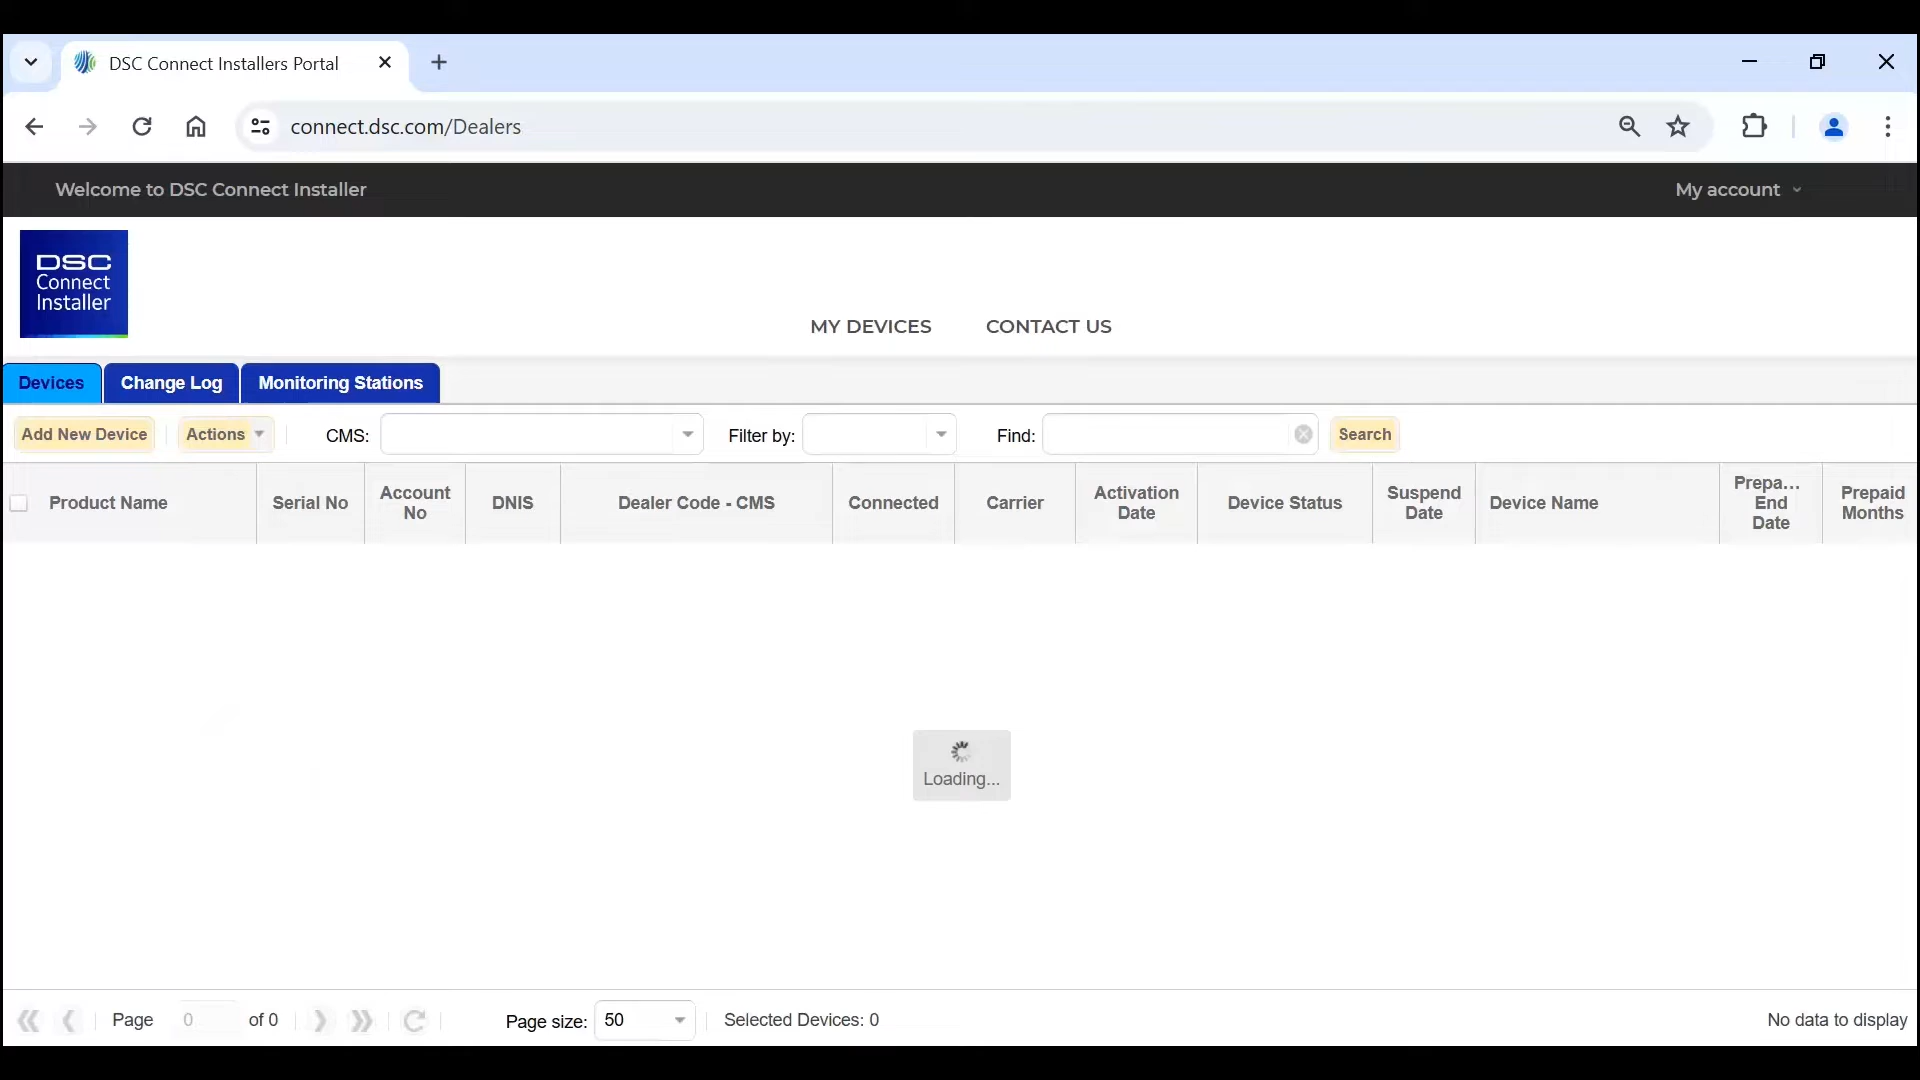 DSC Connect Installers Portal
connect.dsc.com/Dealers
Welcome to DSC Connect Installer
My account
DSC
Connect
Installer
MY DEVICES
CONTACT US
Devices
Change Log
Monitoring Stations
Add New Device
Actions
CMS:
Filter by:
Find:
Search
Product Name
Serial No
Account
No
DNIS
Dealer Code - CMS
Connected
Carrier
Activation
Date
Device Status
Suspend
Date
Device Name
Prepa...
End
Date
Prepaid
Months
Loading...
Page 0 of 0
Page size: 50
Selected Devices: 0
No data to display